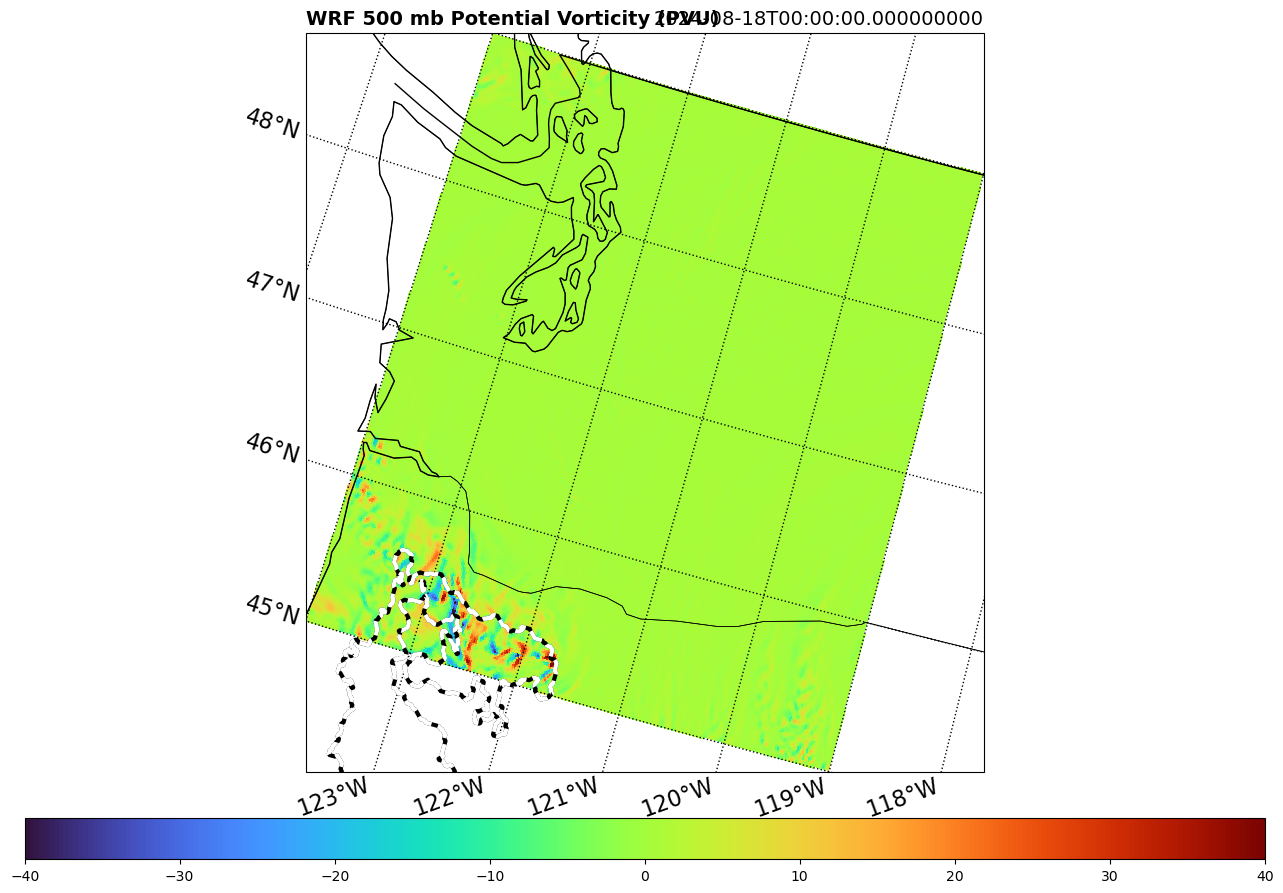 WRF 500 mb Potential Vorticity (PVU) 2024-08-18T00:00:00.000000000
48°N
47°N
46°N
45°N
123°W 122°W 121°W 120°W 119°W 118°W
−40 −30 −20 −10 0 10 20 30 40